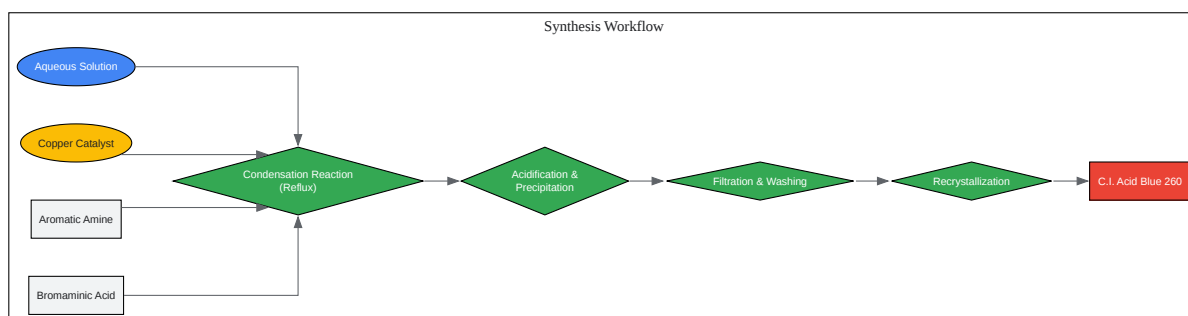 Synthesis Workflow
Aqueous Solution
Copper Catalyst
Aromatic Amine
Bromaminic Acid
Condensation Reaction
(Reflux)
Acidification &
Precipitation
Filtration & Washing
Recrystallization
C.I. Acid Blue 260